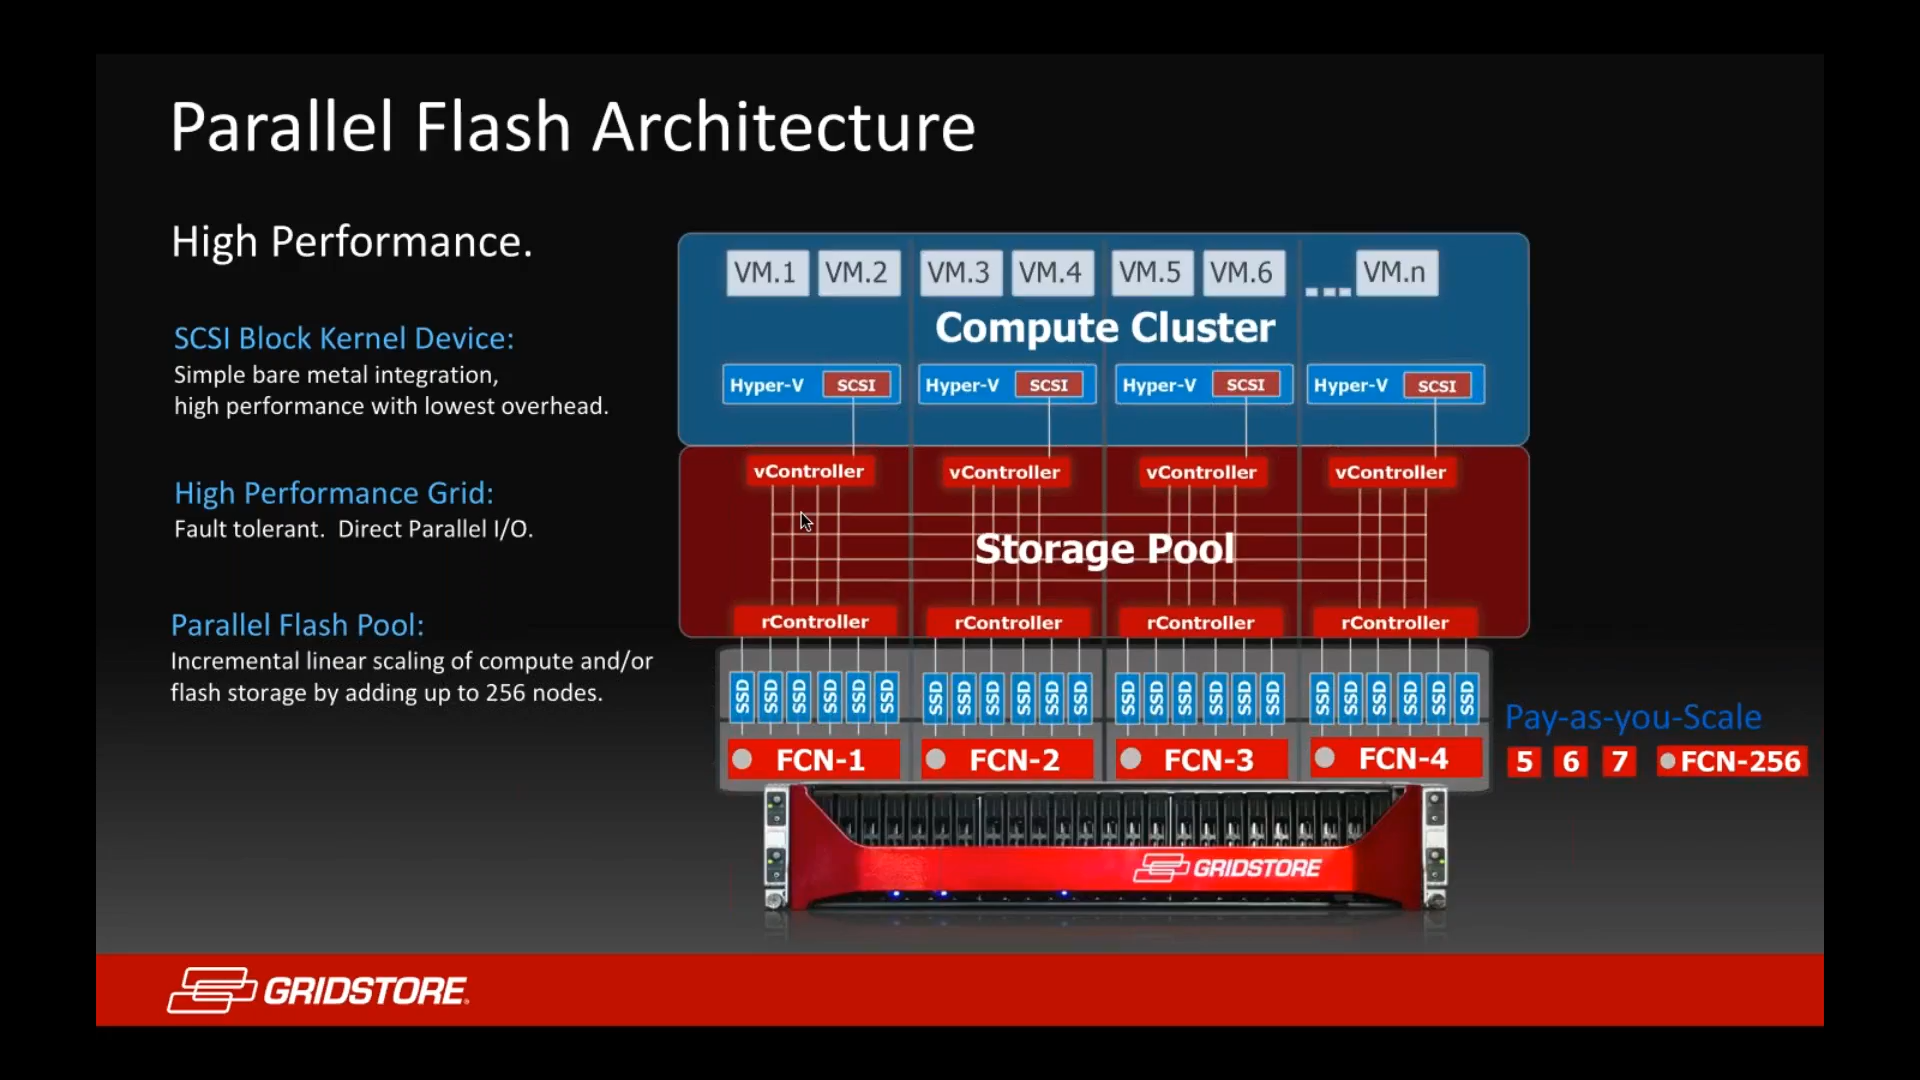 Parallel Flash Architecture
High Performance.
SCSI Block Kernel Device:
Simple bare metal integration,
high performance with lowest overhead.
High Performance Grid:
Fault tolerant.  Direct Parallel I/O.
Parallel Flash Pool:
Incremental linear scaling of compute and/or
flash storage by adding up to 256 nodes.
VM.1 VM.2 VM.3 VM.4 VM.5 VM.6 ... VM.n
Compute Cluster
Hyper-V SCSI Hyper-V SCSI Hyper-V SCSI Hyper-V SCSI
vController vController vController vController
Storage Pool
rController rController rController rController
SSD SSD SSD SSD SSD SSD SSD SSD SSD SSD SSD SSD SSD SSD SSD SSD SSD SSD SSD SSD SSD SSD SSD SSD
Pay-as-you-Scale
FCN-1 FCN-2 FCN-3 FCN-4 5 6 7 FCN-256
GRIDSTORE
GRIDSTORE